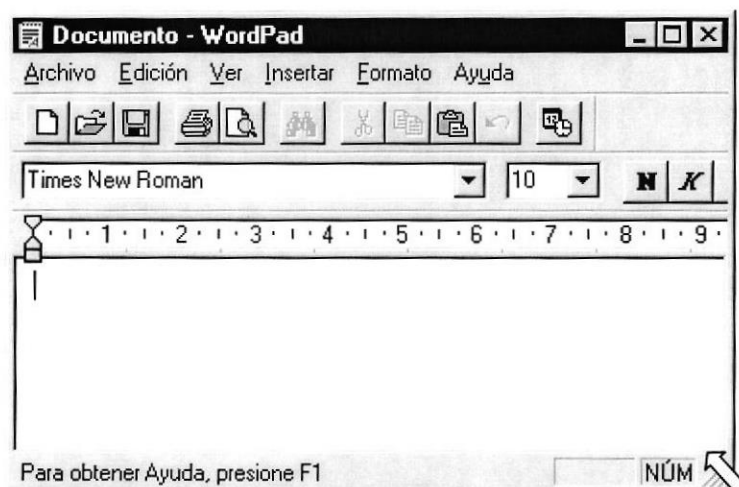 Documento - WordPad
Archivo Edición Ver Insertar Formato Ayuda
Times New Roman 10 N K
1 2 3 4 5 6 7 8 9
Para obtener Ayuda, presione F1 NÚM